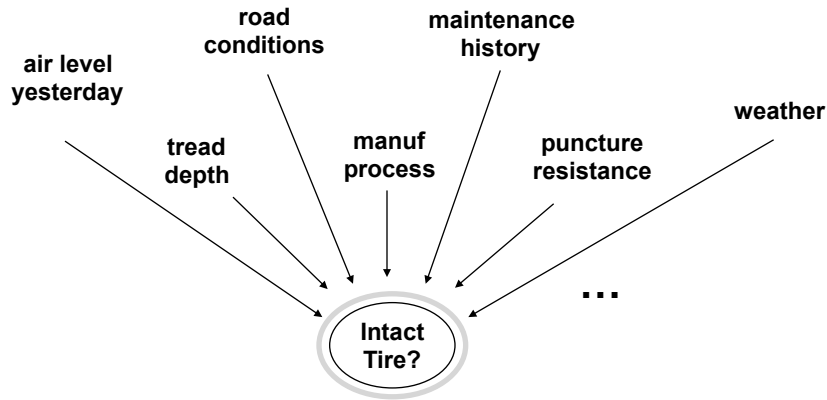 road
conditions
maintenance
history
air level
yesterday
weather
tread
depth
manuf
process
puncture
resistance
...
Intact
Tire?